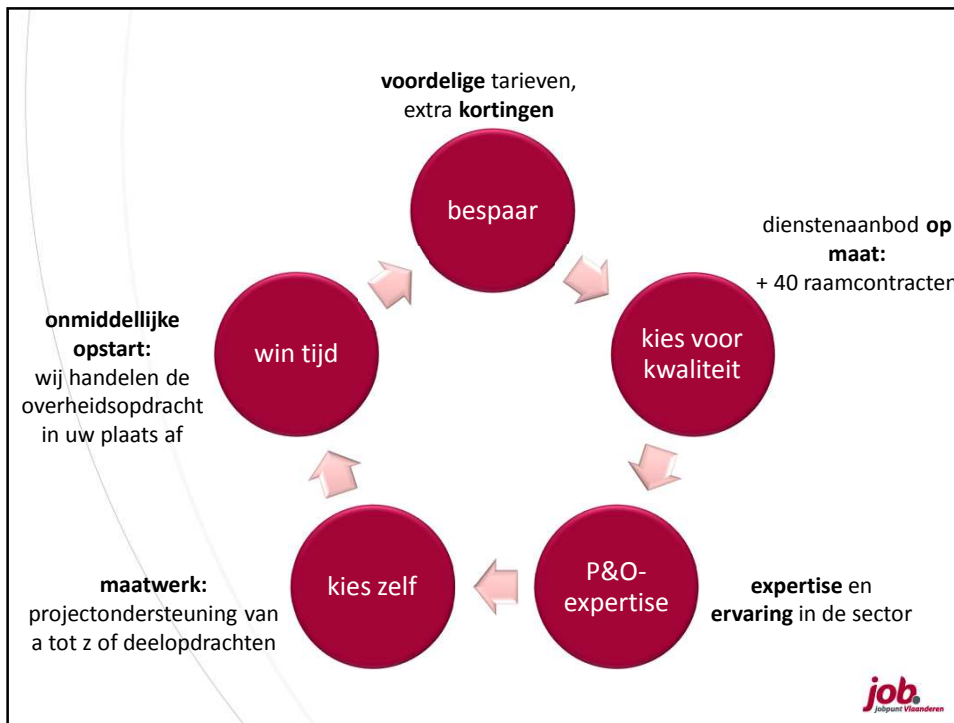 voordelige tarieven,
extra kortingen
bespaar
dienstenaanbod op
maat:
+ 40 raamcontracten
kies voor
kwaliteit
P&O-
expertise
expertise en
ervaring in de sector
kies zelf
maatwerk:
projectondersteuning van
a tot z of deelopdrachten
win tijd
onmiddellijke
opstart:
wij handelen de
overheidsopdracht
in uw plaats af
job.
jobpunt Vlaanderen